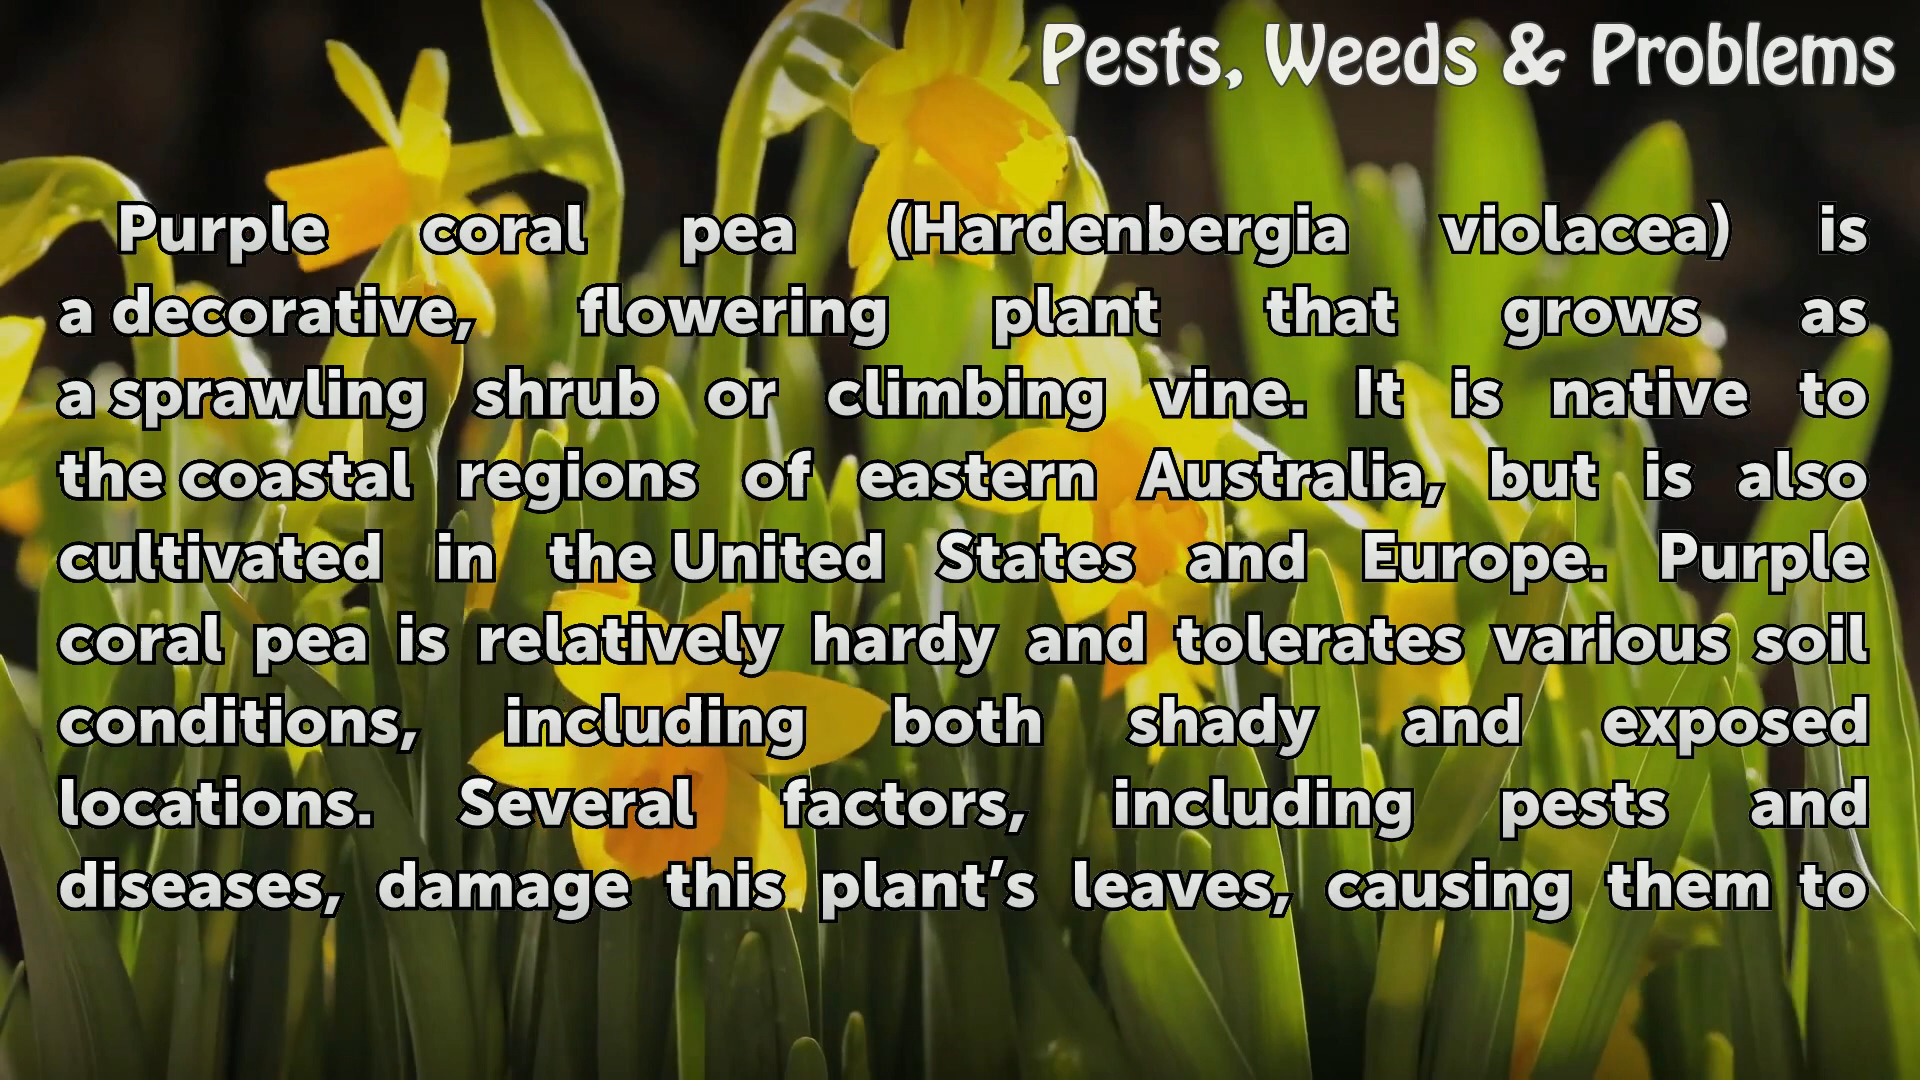 Pests, Weeds & Problems
Purple coral pea (Hardenbergia violacea) is
a decorative, flowering plant that grows as
a sprawling shrub or climbing vine. It is native to
the coastal regions of eastern Australia, but is also
cultivated in the United States and Europe. Purple
coral pea is relatively hardy and tolerates various soil
conditions, including both shady and exposed
locations. Several factors, including pests and
diseases, damage this plant’s leaves, causing them to